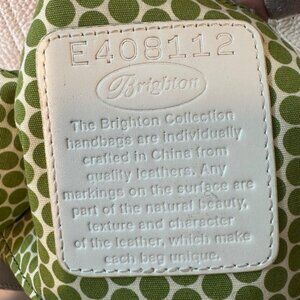 E408112
Brighton
The Brighton Collection
handbags are individually
crafted in China from
quality leathers. Any
markings on the surface are
part of the natural beauty,
texture and character
of the leather, which make
each bag unique.